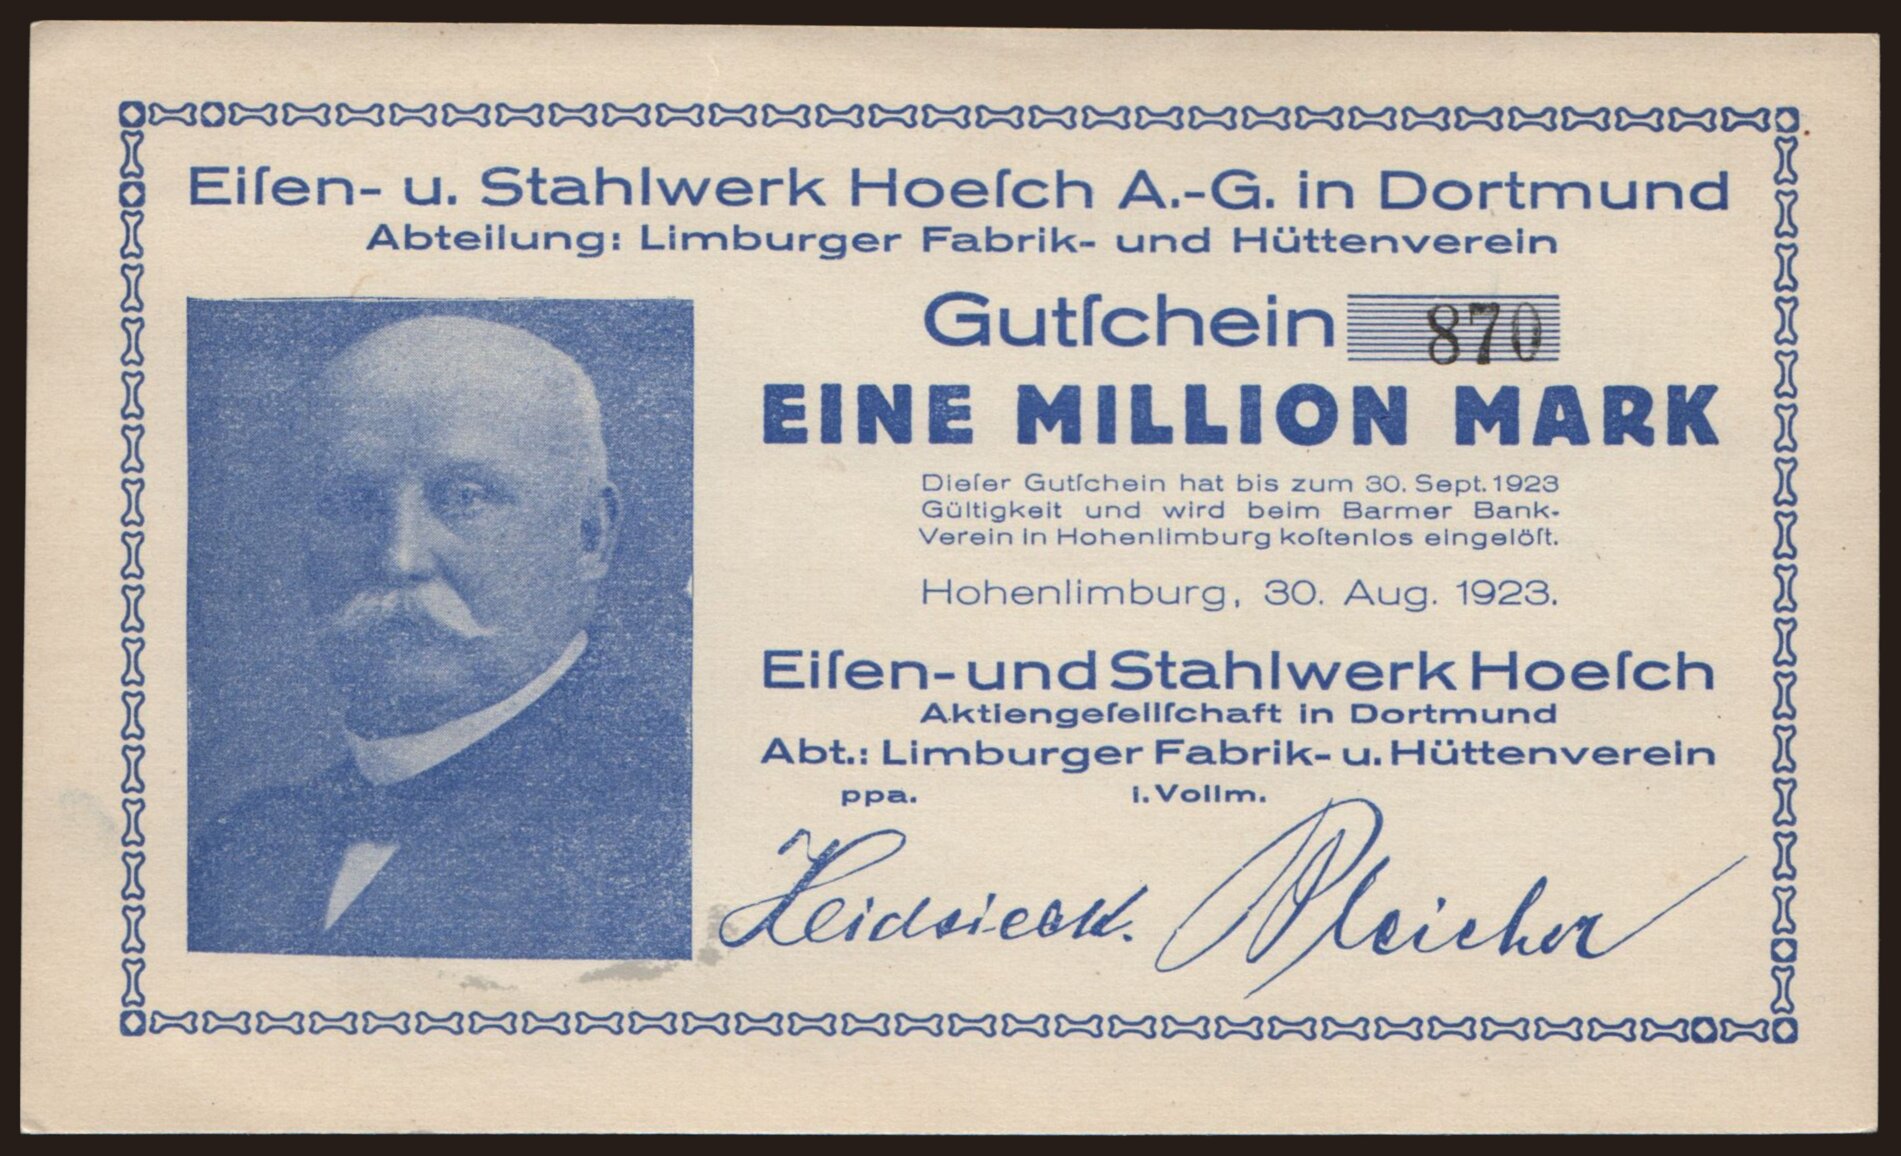 Eiſen- u. Stahlwerk Hoeſch A.-G. in Dortmund
Abteilung: Limburger Fabrik- und Hüttenverein
Gutſchein 870
EINE MILLION MARK
Dieſer Gutſchein hat bis zum 30. Sept. 1923
Gültigkeit und wird beim Barmer Bank-
Verein in Hohenlimburg koſtenlos eingelöſt.
Hohenlimburg, 30. Aug. 1923.
Eiſen- und Stahlwerk Hoeſch
Aktiengeſellſchaft in Dortmund
Abt.: Limburger Fabrik- u. Hüttenverein
ppa. i. Vollm.
Heidsieck. Bleicher